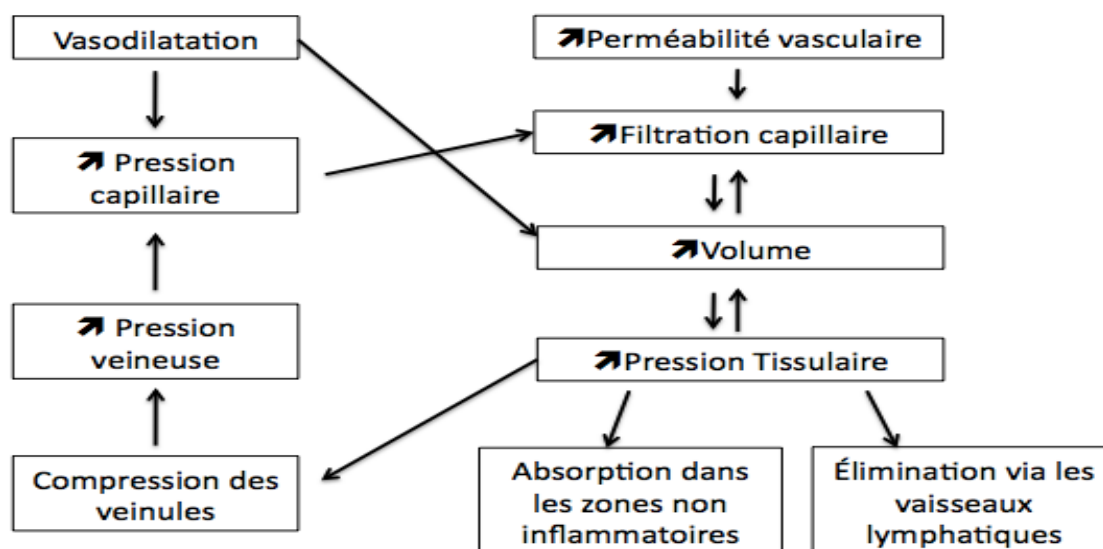 Vasodilatation
↗Perméabilité vasculaire
↗ Pression
capillaire
↗Filtration capillaire
↗Volume
↗ Pression
veineuse
↗Pression Tissulaire
Compression des
veinules
Absorption dans
les zones non
inflammatoires
Élimination via les
vaisseaux
lymphatiques